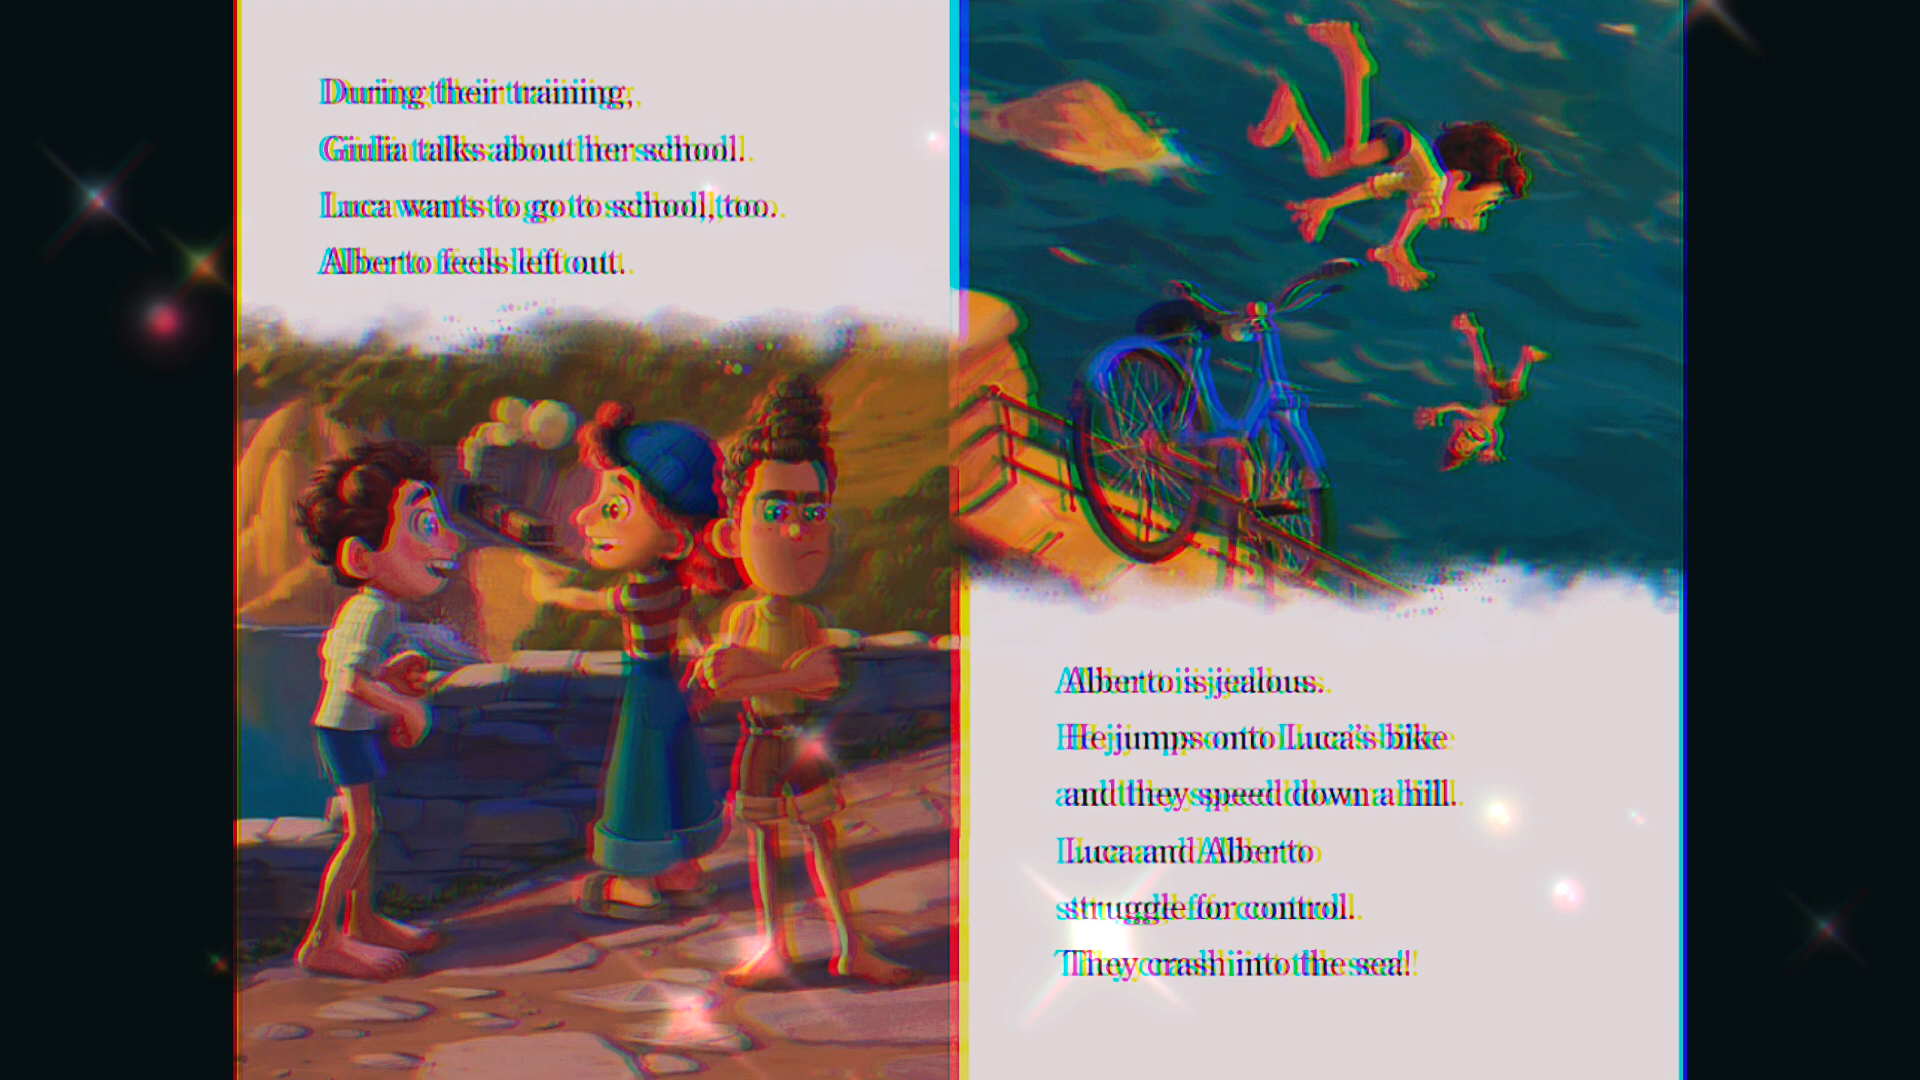 During their training,
Giulia talks about her school.
Luca wants to go to school, too.
Alberto feels left out.
Alberto is jealous.
He jumps onto Luca's bike
and they speed down a hill.
Luca and Alberto
struggle for control.
They crash into the sea!